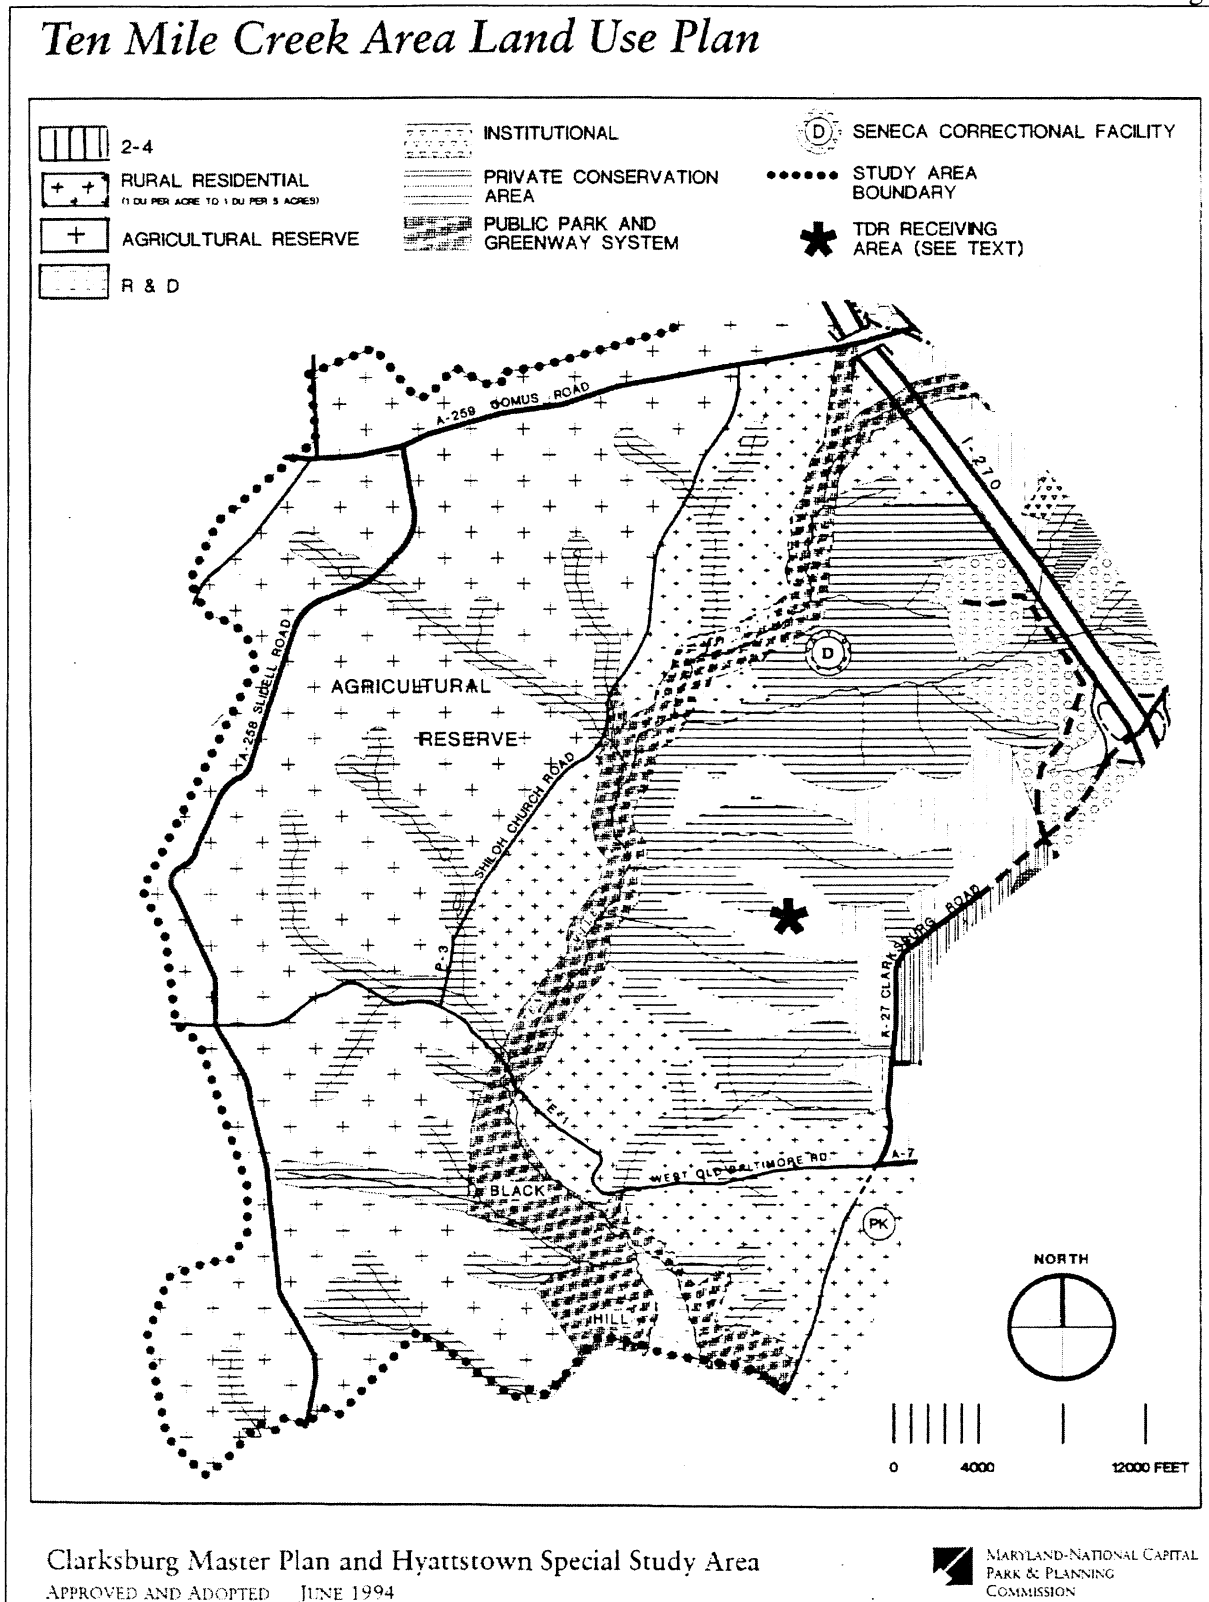 Ten Mile Creek Area Land Use Plan
2-4
RURAL RESIDENTIAL
(1 DU PER ACRE TO 1 DU PER 5 ACRES)
AGRICULTURAL RESERVE
R & D
INSTITUTIONAL
PRIVATE CONSERVATION
AREA
PUBLIC PARK AND
GREENWAY SYSTEM
D
SENECA CORRECTIONAL FACILITY
STUDY AREA
BOUNDARY
TDR RECEIVING
AREA (SEE TEXT)
A-259 COMUS ROAD
I-270
A-258 SLIDELL ROAD
D
AGRICULTURAL
RESERVE
SHILOH CHURCH ROAD
P-3
A-27 CLARKSBURG ROAD
E-1
WEST OLD BALTIMORE RD
A-7
BLACK
HILL
PK
NORTH
0 4000 12000 FEET
Clarksburg Master Plan and Hyattstown Special Study Area
APPROVED AND ADOPTED JUNE 1994
MARYLAND-NATIONAL CAPITAL
PARK & PLANNING
COMMISSION